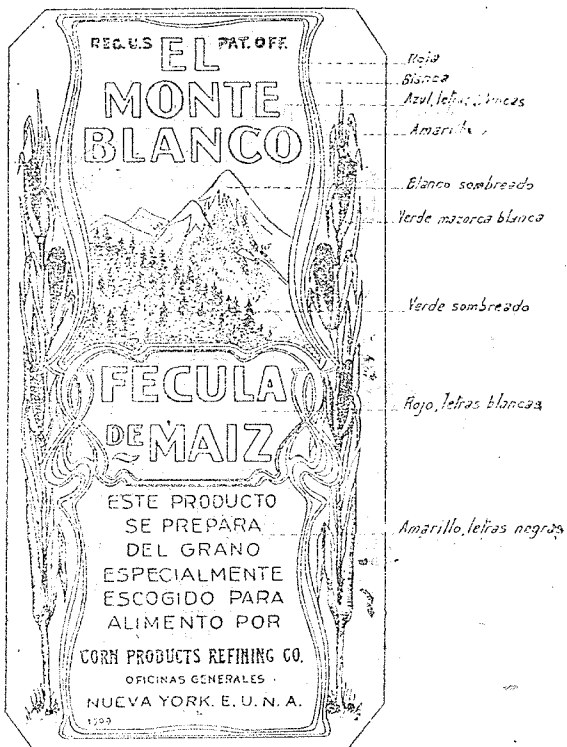 REG. U.S. PAT. OFF.
EL
MONTE
BLANCO
FECULA
DE MAIZ
ESTE PRODUCTO
SE PREPARA
DEL GRANO
ESPECIALMENTE
ESCOGIDO PARA
ALIMENTO POR
CORN PRODUCTS REFINING CO.
OFICINAS GENERALES
NUEVA YORK. E. U. N. A.
Blanca
Azul, letras blancas
Blanco sombreado
Verde mazorca blanca
Verde sombreado
Rojo, letras blancas
Amarillo, letras negras